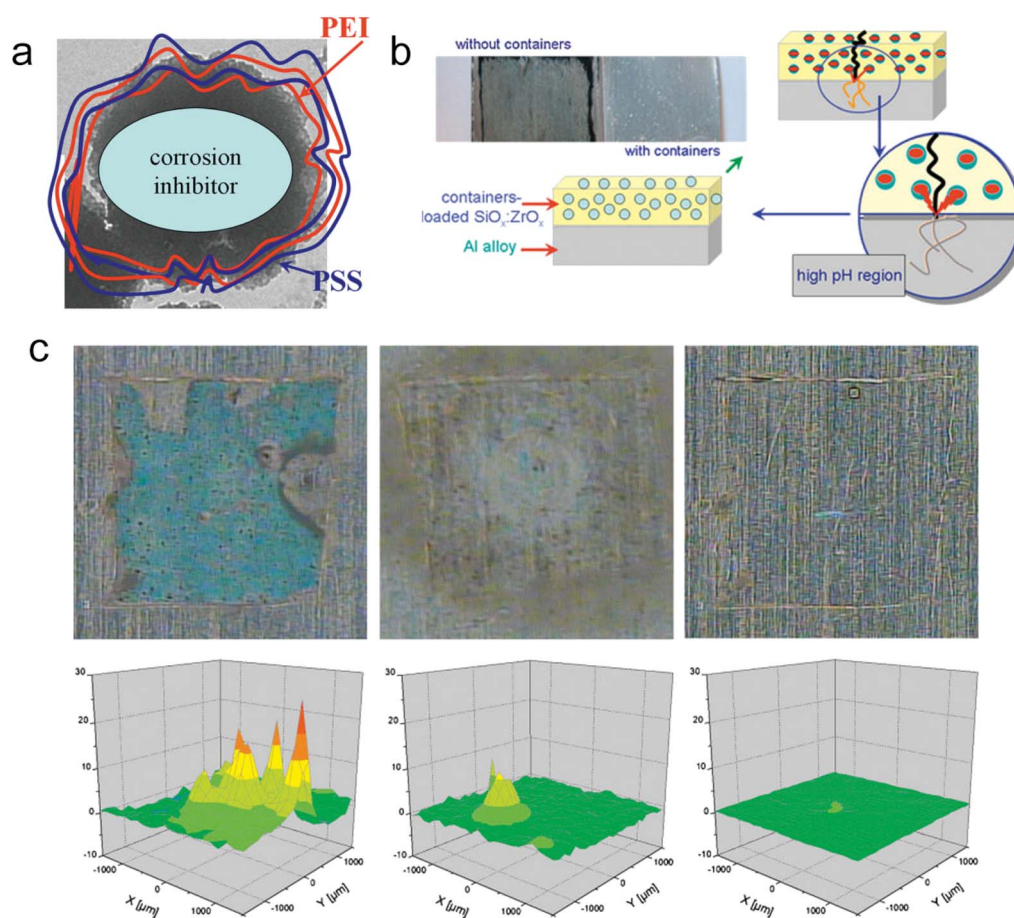 a
PEI
corrosion
inhibitor
PSS
b
without containers
with containers
containers-
loaded SiOₓ:ZrOₓ
Al alloy
high pH region
c
30
20
10
0
-10
-1000
0
1000
X [µm]
-1000
0
1000
Y [µm]
30
20
10
0
-10
-1000
0
1000
X [µm]
-1000
0
1000
Y [µm]
30
20
10
0
-10
-1000
0
1000
X [µm]
-1000
0
1000
Y [µm]